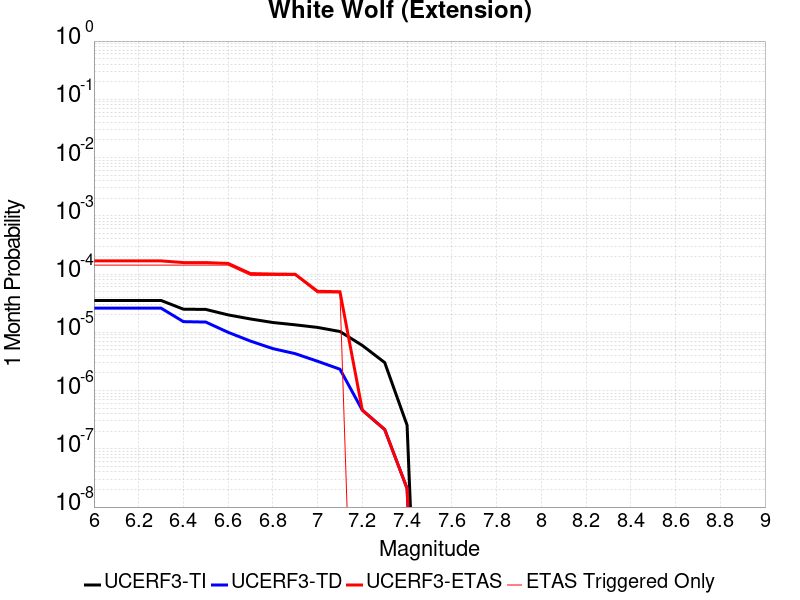 White Wolf (Extension)
10^0
10^-1
10^-2
10^-3
10^-4
10^-5
10^-6
10^-7
10^-8
1 Month Probability
6 6.2 6.4 6.6 6.8 7 7.2 7.4 7.6 7.8 8 8.2 8.4 8.6 8.8 9
Magnitude
UCERF3-TI UCERF3-TD UCERF3-ETAS ETAS Triggered Only